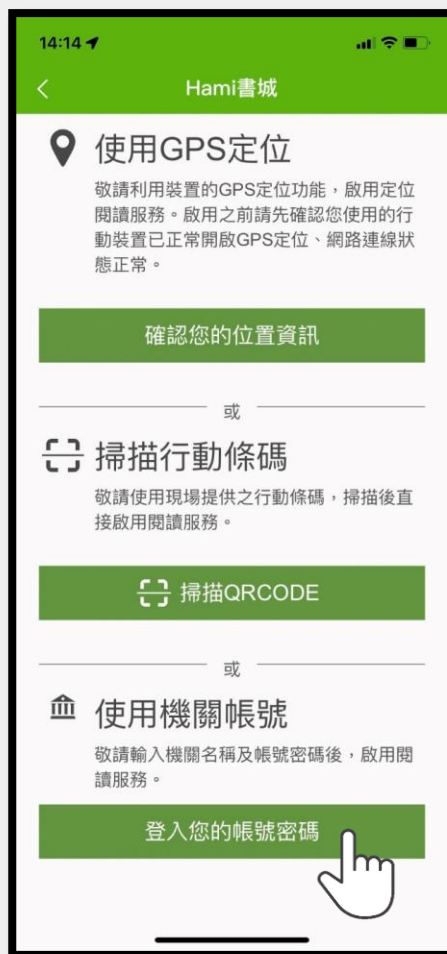 14:14
Hami書城
使用GPS定位
敬請利用裝置的GPS定位功能，啟用定位
閱讀服務。啟用之前請先確認您使用的行
動裝置已正常開啟GPS定位、網路連線狀
態正常。
確認您的位置資訊
或
掃描行動條碼
敬請使用現場提供之行動條碼，掃描後直
接啟用閱讀服務。
掃描QRCODE
或
使用機關帳號
敬請輸入機關名稱及帳號密碼後，啟用閱
讀服務。
登入您的帳號密碼